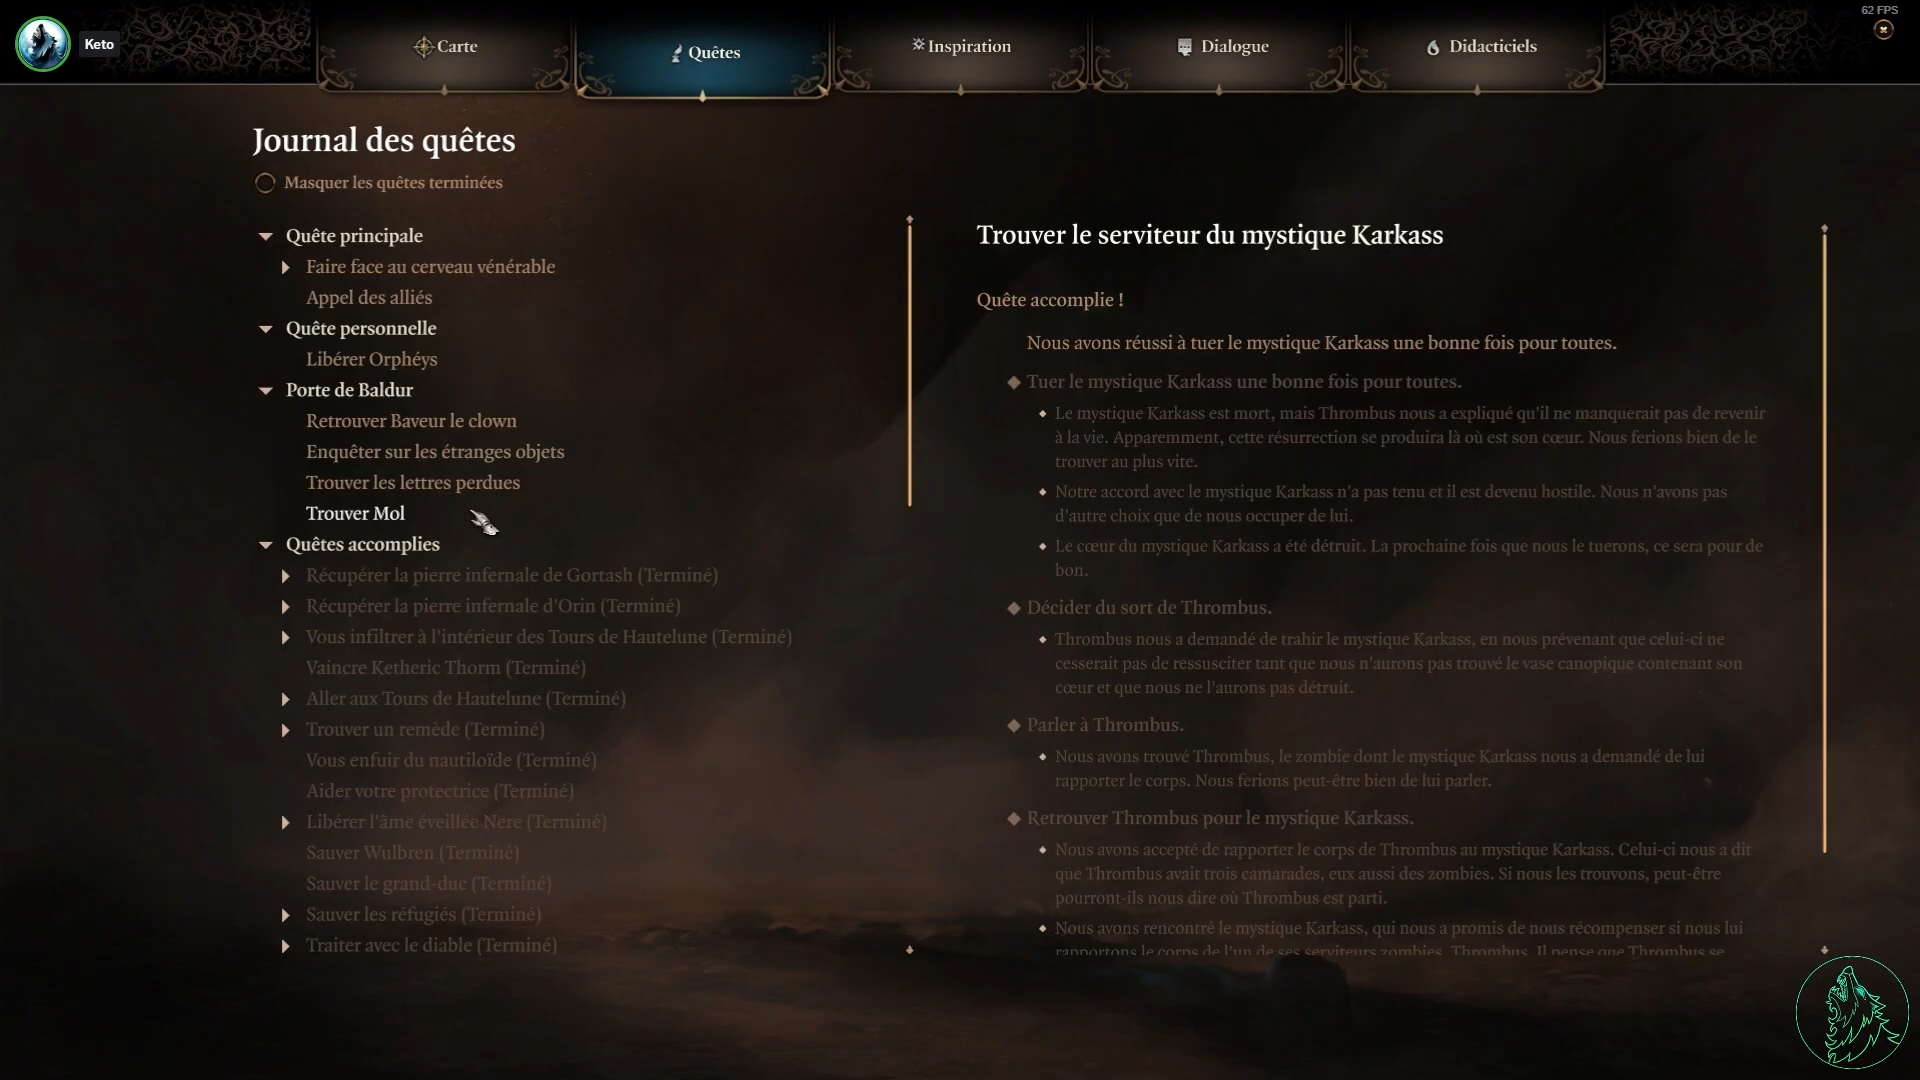 62 FPS
Keto
Carte
Quêtes
Inspiration
Dialogue
Didacticiels
Journal des quêtes
Masquer les quêtes terminées
Quête principale
Faire face au cerveau vénérable
Appel des alliés
Quête personnelle
Libérer Orphéys
Porte de Baldur
Retrouver Baveur le clown
Enquêter sur les étranges objets
Trouver les lettres perdues
Trouver Mol
Quêtes accomplies
Récupérer la pierre infernale de Gortash (Terminé)
Récupérer la pierre infernale d'Orin (Terminé)
Vous infiltrer à l'intérieur des Tours de Hautelune (Terminé)
Vaincre Ketheric Thorm (Terminé)
Aller aux Tours de Hautelune (Terminé)
Trouver un remède (Terminé)
Vous enfuir du nautiloïde (Terminé)
Aider votre protectrice (Terminé)
Libérer l'âme éveillée Nere (Terminé)
Sauver Wulbren (Terminé)
Sauver le grand-duc (Terminé)
Sauver les réfugiés (Terminé)
Traiter avec le diable (Terminé)
Trouver le serviteur du mystique Karkass
Quête accomplie !
Nous avons réussi à tuer le mystique Karkass une bonne fois pour toutes.
Tuer le mystique Karkass une bonne fois pour toutes.
Le mystique Karkass est mort, mais Thrombus nous a expliqué qu'il ne manquerait pas de revenir
à la vie. Apparemment, cette résurrection se produira là où est son cœur. Nous ferions bien de le
trouver au plus vite.
Notre accord avec le mystique Karkass n'a pas tenu et il est devenu hostile. Nous n'avons pas
d'autre choix que de nous occuper de lui.
Le cœur du mystique Karkass a été détruit. La prochaine fois que nous le tuerons, ce sera pour de
bon.
Décider du sort de Thrombus.
Thrombus nous a demandé de trahir le mystique Karkass, en nous prévenant que celui-ci ne
cesserait pas de ressusciter tant que nous n'aurons pas trouvé le vase canopique contenant son
cœur et que nous ne l'aurons pas détruit.
Parler à Thrombus.
Nous avons trouvé Thrombus, le zombie dont le mystique Karkass nous a demandé de lui
rapporter le corps. Nous ferions peut-être bien de lui parler.
Retrouver Thrombus pour le mystique Karkass.
Nous avons accepté de rapporter le corps de Thrombus au mystique Karkass. Celui-ci nous a dit
que Thrombus avait trois camarades, eux aussi des zombies. Si nous les trouvons, peut-être
pourront-ils nous dire où Thrombus est parti.
Nous avons rencontré le mystique Karkass, qui nous a promis de nous récompenser si nous lui
rapportons le corps de l'un de ses serviteurs zombies, Thrombus. Il pense que Thrombus se